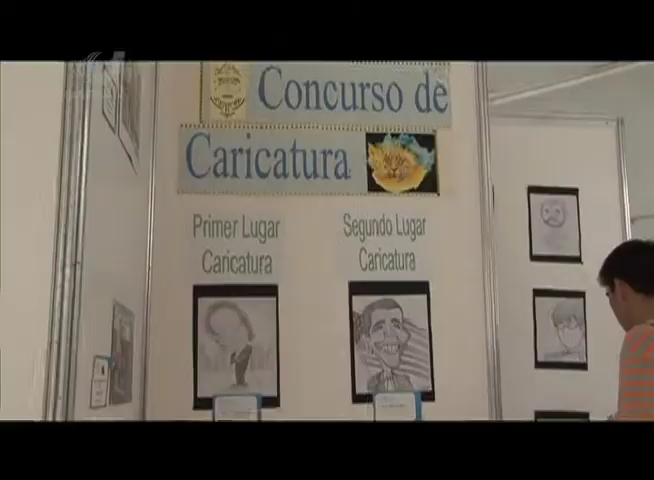 Concurso de
Caricatura
Primer Lugar
Caricatura
Segundo Lugar
Caricatura